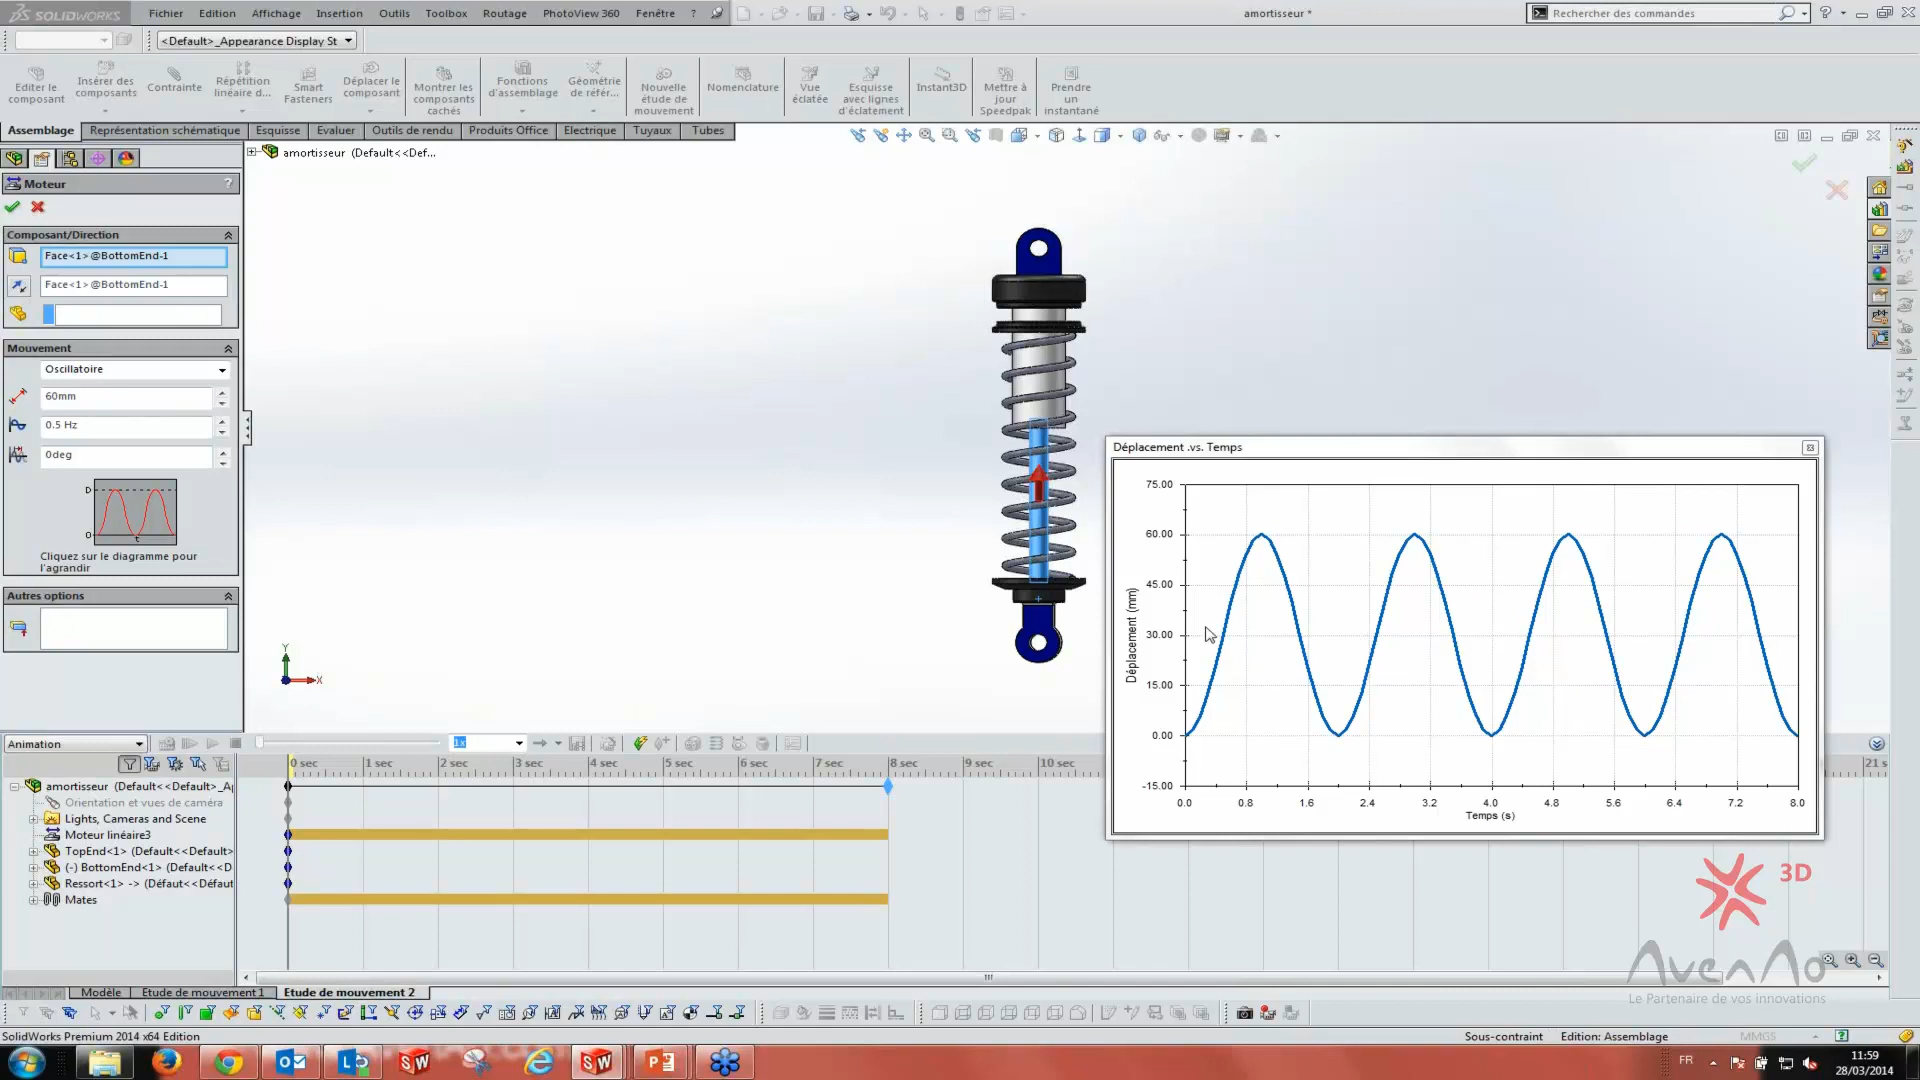 SOLIDWORKS Fichier Edition Affichage Insertion Outils Toolbox Routage PhotoView 360 Fenêtre ? amortisseur * Rechercher des commandes
<Default>_Appearance Display St
Editer le composant
Insérer des composants
Contrainte
Répétition linéaire d...
Smart Fasteners
Déplacer le composant
Montrer les composants cachés
Fonctions d'assemblage
Géométrie de référ...
Nouvelle étude de mouvement
Nomenclature
Vue éclatée
Esquisse avec lignes d'éclatement
Instant3D
Mettre à jour Speedpak
Prendre un instantané
Assemblage Représentation schématique Esquisse Evaluer Outils de rendu Produits Office Electrique Tuyaux Tubes
amortisseur (Default<<Def...
Moteur ?
Composant/Direction
Face<1>@BottomEnd-1
Face<1>@BottomEnd-1
Mouvement
Oscillatoire
60mm
0.5 Hz
0deg
D
0
t
Cliquez sur le diagramme pour
l'agrandir
Autres options
Y
X
Déplacement .vs. Temps
75.00
60.00
45.00
30.00
15.00
0.00
-15.00
Déplacement (mm)
0.0 0.8 1.6 2.4 3.2 4.0 4.8 5.6 6.4 7.2 8.0
Temps (s)
Animation
1x
0 sec 1 sec 2 sec 3 sec 4 sec 5 sec 6 sec 7 sec 8 sec 9 sec 10 sec 21 s
amortisseur (Default<<Default>_Ap
Orientation et vues de caméra
Lights, Cameras and Scene
Moteur linéaire3
TopEnd<1> (Default<<Default>
(-) BottomEnd<1> (Default<<D
Ressort<1> -> (Défaut<<Défaut
Mates
3D
AvenAo
Le Partenaire de vos innovations
Modèle Etude de mouvement 1 Etude de mouvement 2
SolidWorks Premium 2014 x64 Edition Sous-contraint Edition: Assemblage MMGS
FR
11:59
28/03/2014